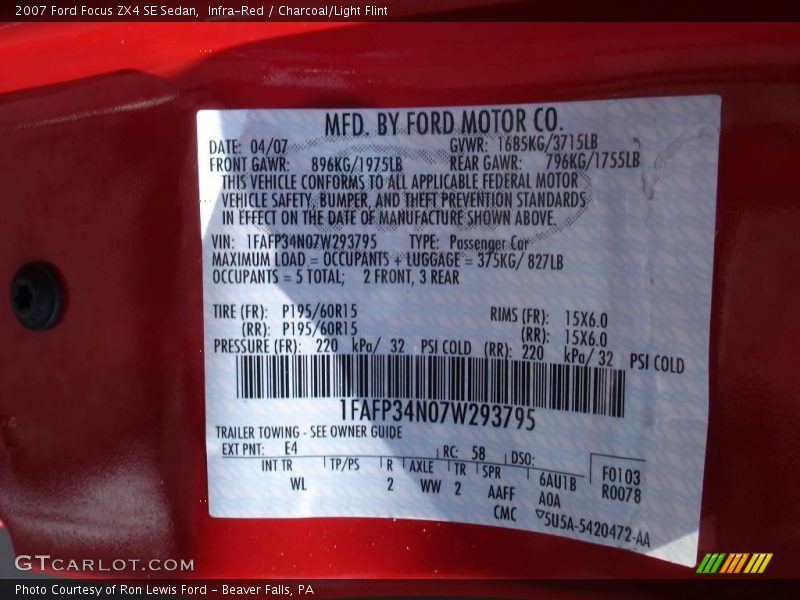 2007 Ford Focus ZX4 SE Sedan,  Infra-Red / Charcoal/Light Flint
MFD. BY FORD MOTOR CO.
DATE: 04/07 GVWR: 1685KG/3715LB
FRONT GAWR: 896KG/1975LB REAR GAWR: 796KG/1755LB
THIS VEHICLE CONFORMS TO ALL APPLICABLE FEDERAL MOTOR
VEHICLE SAFETY, BUMPER, AND THEFT PREVENTION STANDARDS
IN EFFECT ON THE DATE OF MANUFACTURE SHOWN ABOVE.
VIN: 1FAFP34N07W293795 TYPE: Passenger Car
MAXIMUM LOAD = OCCUPANTS + LUGGAGE = 375KG/ 827LB
OCCUPANTS = 5 TOTAL; 2 FRONT, 3 REAR
TIRE (FR): P195/60R15 RIMS (FR): 15X6.0
(RR): P195/60R15 (RR): 15X6.0
PRESSURE (FR): 220 kPa/ 32 PSI COLD (RR): 220 kPa/ 32 PSI COLD
1FAFP34N07W293795
TRAILER TOWING - SEE OWNER GUIDE
EXT PNT: E4 RC: 58 DSO:
INT TR TP/PS R AXLE TR SPR 6AU1B F0103
WL 2 WW 2 AAFF A0A R0078
CMC ▽5U5A-5420472-AA
GTCARLOT.COM
Photo Courtesy of Ron Lewis Ford - Beaver Falls, PA